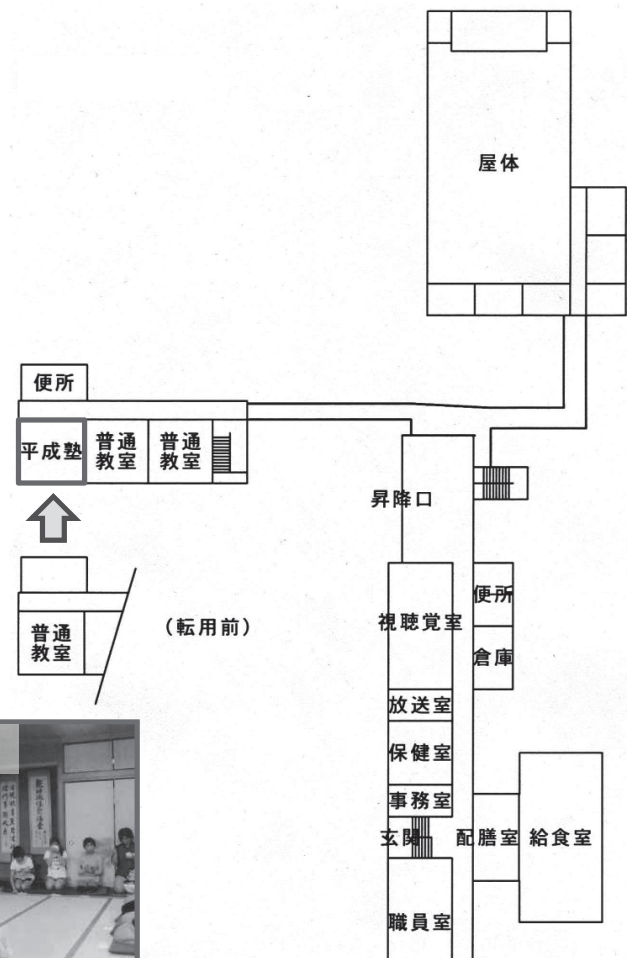 屋体
便所
平成塾
普通
教室
普通
教室
昇降口
普通
教室
（転用前）
視聴覚室
便所
倉庫
放送室
保健室
事務室
玄関
配膳室
給食室
職員室